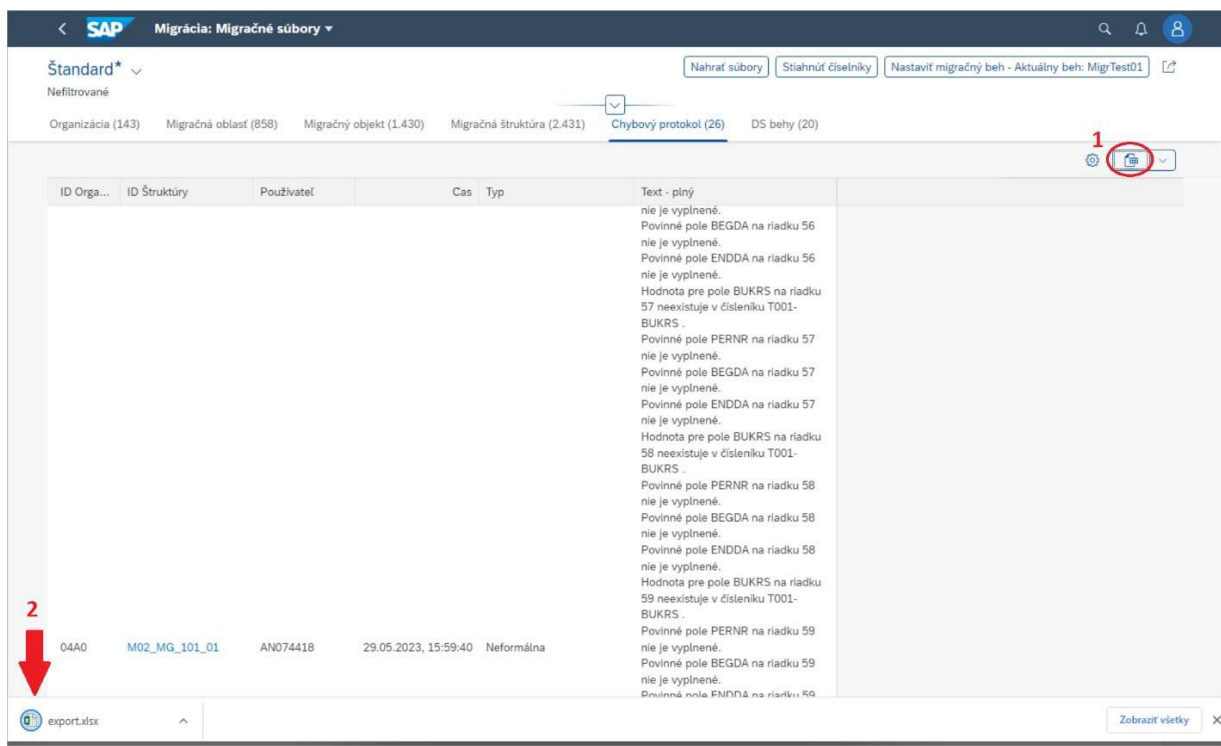 SAP Migrácia: Migračné súbory
Štandard*
Nahrať súbory Stiahnúť číselníky Nastaviť migračný beh - Aktuálny beh: MigrTest01
Nefiltrované
Organizácia (143) Migračná oblasť (858) Migračný objekt (1.430) Migračná štruktúra (2.431) Chybový protokol (26) DS behy (20)
1
ID Orga... ID Štruktúry Používateľ Čas Typ Text - plný
nie je vyplnené.
Povinné pole BEGDA na riadku 56
nie je vyplnené.
Povinné pole ENDDA na riadku 56
nie je vyplnené.
Hodnota pre pole BUKRS na riadku
57 neexistuje v čísleníku T001-
BUKRS .
Povinné pole PERNR na riadku 57
nie je vyplnené.
Povinné pole BEGDA na riadku 57
nie je vyplnené.
Povinné pole ENDDA na riadku 57
nie je vyplnené.
Hodnota pre pole BUKRS na riadku
58 neexistuje v čísleníku T001-
BUKRS .
Povinné pole PERNR na riadku 58
nie je vyplnené.
Povinné pole BEGDA na riadku 58
nie je vyplnené.
Povinné pole ENDDA na riadku 58
nie je vyplnené.
Hodnota pre pole BUKRS na riadku
59 neexistuje v čísleníku T001-
BUKRS .
2
Povinné pole PERNR na riadku 59
04A0 M02_MG_101_01 AN074418 29.05.2023, 15:59:40 Neformálna nie je vyplnené.
Povinné pole BEGDA na riadku 59
nie je vyplnené.
Povinné pole ENDDA na riadku 59
export.xlsx Zobraziť všetky